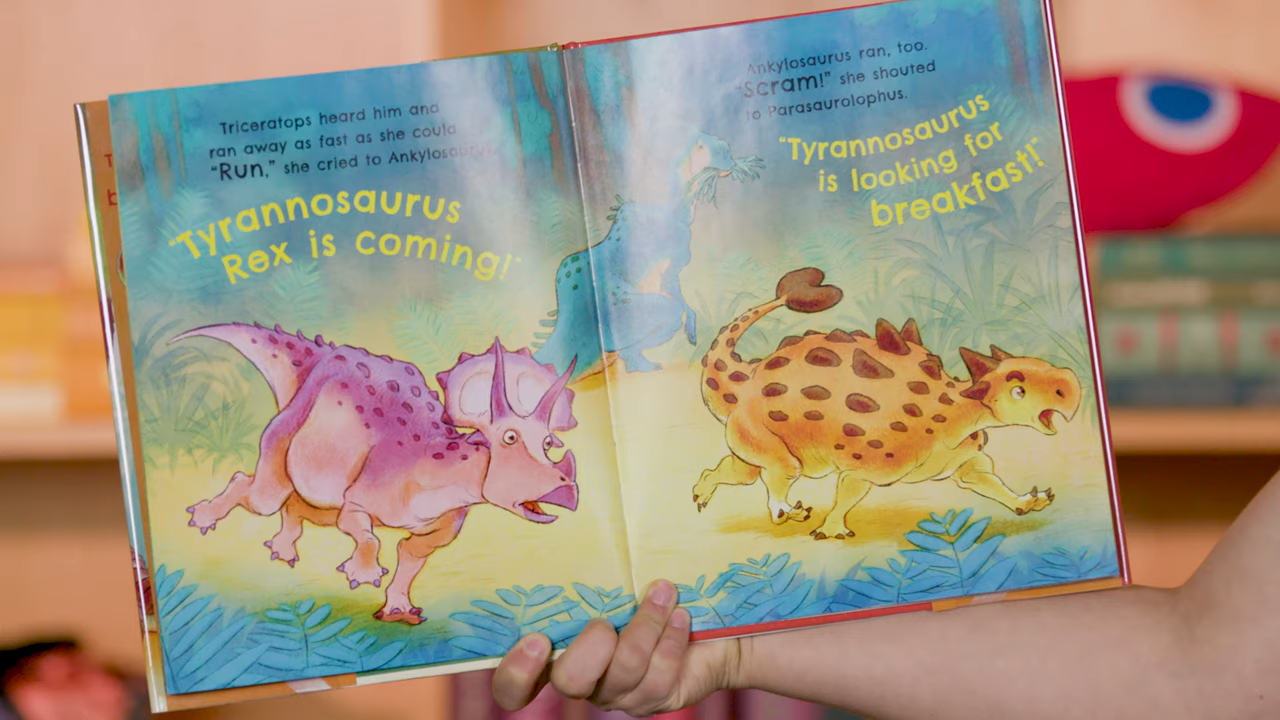 Triceratops heard him and
ran away as fast as she could
"Run," she cried to Ankylosaurus.
"Tyrannosaurus
Rex is coming!"
Ankylosaurus ran, too.
"Scram!" she shouted
to Parasaurolophus.
"Tyrannosaurus
is looking for
breakfast!"